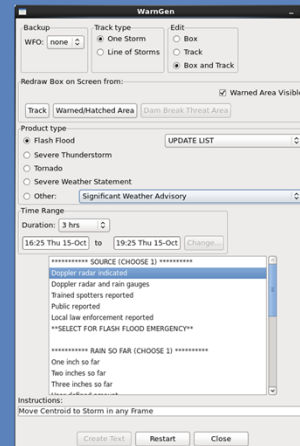 WarnGen
Backup
WFO: none
Track type
One Storm
Line of Storms
Edit
Box
Track
Box and Track
Redraw Box on Screen from:
Warned Area Visible
Track
Warned/Hatched Area
Dam Break Threat Area
Product type
Flash Flood
UPDATE LIST
Severe Thunderstorm
Tornado
Severe Weather Statement
Other:
Significant Weather Advisory
Time Range
Duration: 3 hrs
16:25 Thu 15-Oct to 19:25 Thu 15-Oct Change...
*********** SOURCE (CHOOSE 1) **********
Doppler radar indicated
Doppler radar and rain gauges
Trained spotters reported
Public reported
Local law enforcement reported
**SELECT FOR FLASH FLOOD EMERGENCY**
*********** RAIN SO FAR (CHOOSE 1) **********
One inch so far
Two inches so far
Three inches so far
User defined amount
Instructions:
Move Centroid to Storm in any Frame
Create Text
Restart
Close